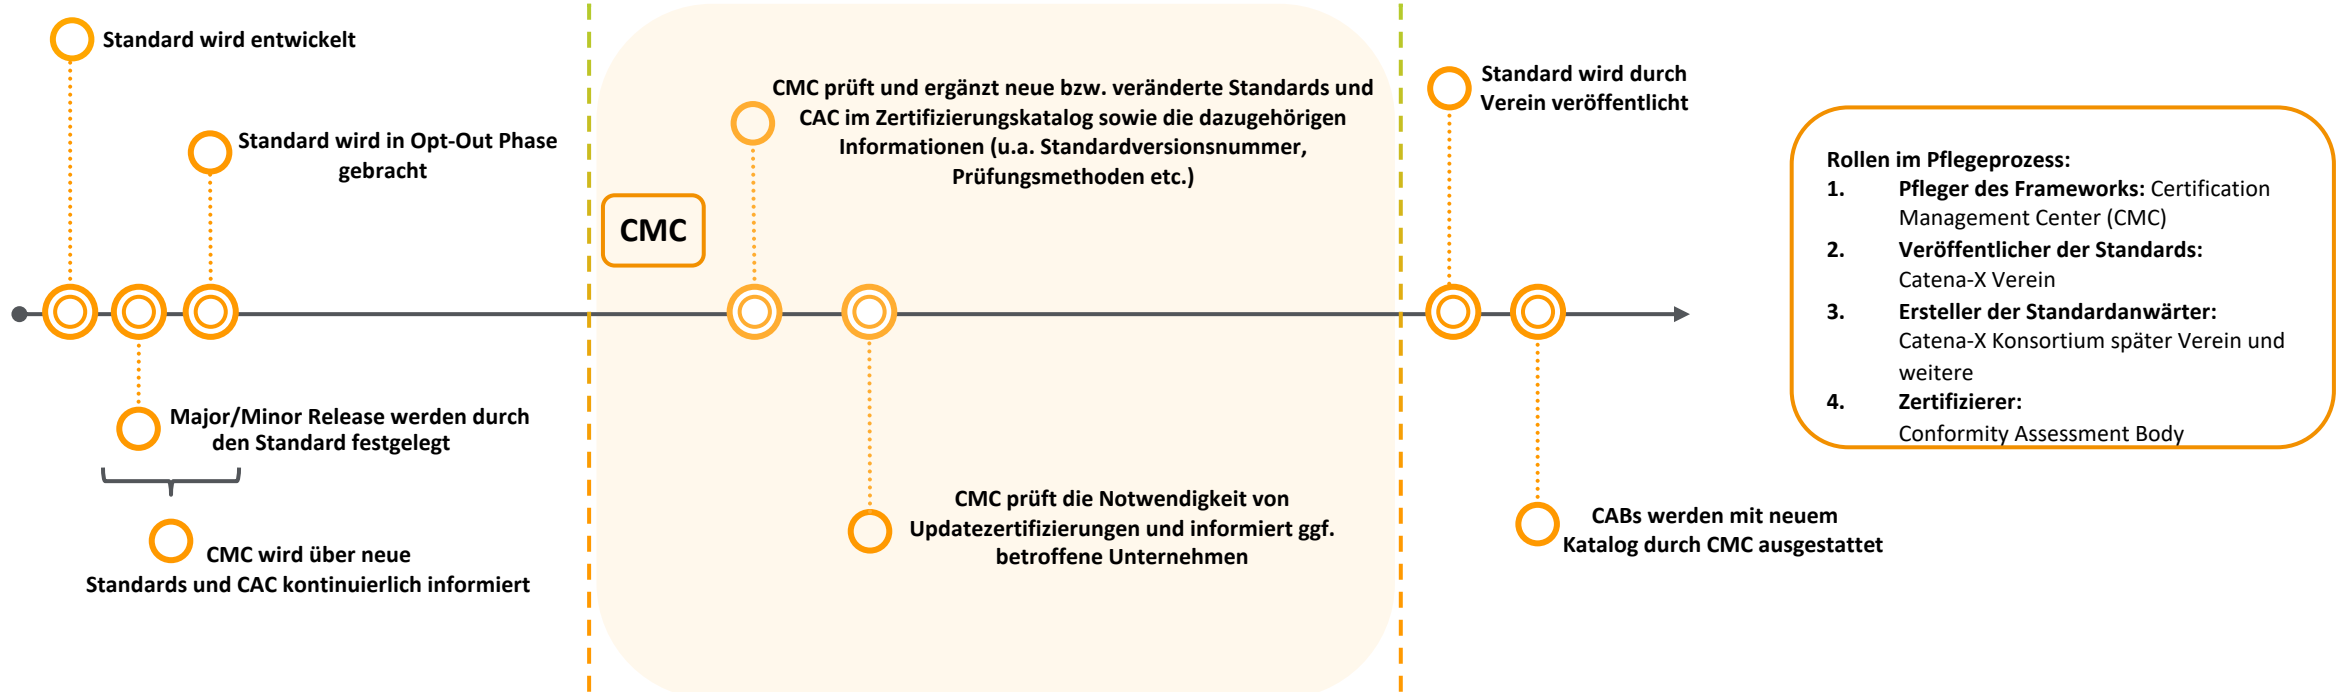 Standard wird entwickelt
Standard wird in Opt-Out Phase
gebracht
Major/Minor Release werden durch
den Standard festgelegt
CMC wird über neue
Standards und CAC kontinuierlich informiert
CMC
CMC prüft und ergänzt neue bzw. veränderte Standards und
CAC im Zertifizierungskatalog sowie die dazugehörigen
Informationen (u.a. Standardversionsnummer,
Prüfungsmethoden etc.)
CMC prüft die Notwendigkeit von
Updatezertifizierungen und informiert ggf.
betroffene Unternehmen
Standard wird durch
Verein veröffentlicht
CABs werden mit neuem
Katalog durch CMC ausgestattet
Rollen im Pflegeprozess:
1. Pfleger des Frameworks: Certification
Management Center (CMC)
2. Veröffentlicher der Standards:
Catena-X Verein
3. Ersteller der Standardanwärter:
Catena-X Konsortium später Verein und
weitere
4. Zertifizierer:
Conformity Assessment Body